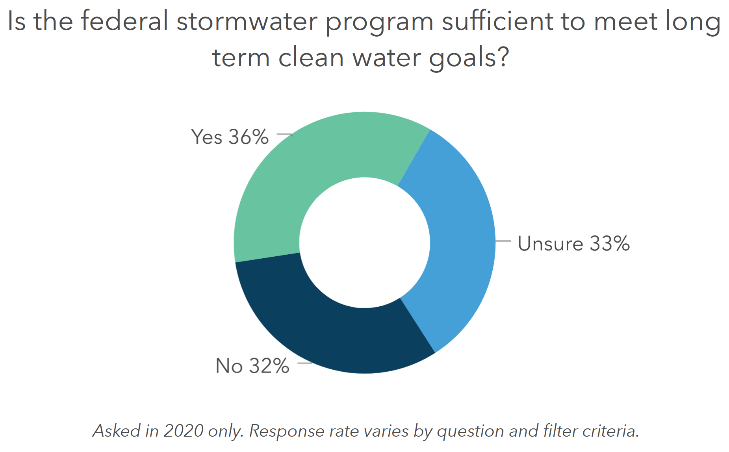 Is the federal stormwater program sufficient to meet long
term clean water goals?
Yes 36%
Unsure 33%
No 32%
Asked in 2020 only. Response rate varies by question and filter criteria.